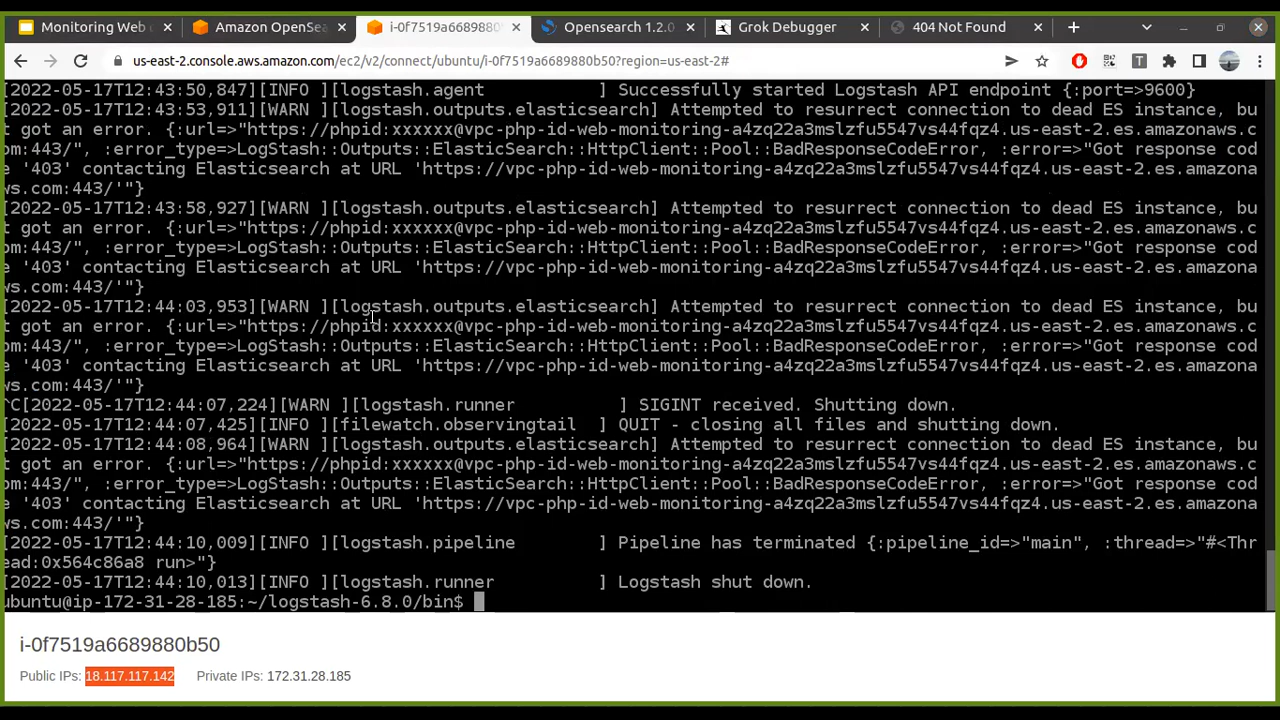 Monitoring Web
Amazon OpenSea
i-0f7519a6689880b50
Opensearch 1.2.0
Grok Debugger
404 Not Found
us-east-2.console.aws.amazon.com/ec2/v2/connect/ubuntu/i-0f7519a6689880b50?region=us-east-2#
[2022-05-17T12:43:50,847][INFO ][logstash.agent           ] Successfully started Logstash API endpoint {:port=>9600}
[2022-05-17T12:43:53,911][WARN ][logstash.outputs.elasticsearch] Attempted to resurrect connection to dead ES instance, bu
t got an error. {:url=>"https://phpid:xxxxxx@vpc-php-id-web-monitoring-a4zq22a3mslzfu5547vs44fqz4.us-east-2.es.amazonaws.c
om:443/", :error_type=>LogStash::Outputs::ElasticSearch::HttpClient::Pool::BadResponseCodeError, :error=>"Got response cod
e '403' contacting Elasticsearch at URL 'https://vpc-php-id-web-monitoring-a4zq22a3mslzfu5547vs44fqz4.us-east-2.es.amazona
ws.com:443/'"}
[2022-05-17T12:43:58,927][WARN ][logstash.outputs.elasticsearch] Attempted to resurrect connection to dead ES instance, bu
t got an error. {:url=>"https://phpid:xxxxxx@vpc-php-id-web-monitoring-a4zq22a3mslzfu5547vs44fqz4.us-east-2.es.amazonaws.c
om:443/", :error_type=>LogStash::Outputs::ElasticSearch::HttpClient::Pool::BadResponseCodeError, :error=>"Got response cod
e '403' contacting Elasticsearch at URL 'https://vpc-php-id-web-monitoring-a4zq22a3mslzfu5547vs44fqz4.us-east-2.es.amazona
ws.com:443/'"}
[2022-05-17T12:44:03,953][WARN ][logstash.outputs.elasticsearch] Attempted to resurrect connection to dead ES instance, bu
t got an error. {:url=>"https://phpid:xxxxxx@vpc-php-id-web-monitoring-a4zq22a3mslzfu5547vs44fqz4.us-east-2.es.amazonaws.c
om:443/", :error_type=>LogStash::Outputs::ElasticSearch::HttpClient::Pool::BadResponseCodeError, :error=>"Got response cod
e '403' contacting Elasticsearch at URL 'https://vpc-php-id-web-monitoring-a4zq22a3mslzfu5547vs44fqz4.us-east-2.es.amazona
ws.com:443/'"}
^C[2022-05-17T12:44:07,224][WARN ][logstash.runner          ] SIGINT received. Shutting down.
[2022-05-17T12:44:07,425][INFO ][filewatch.observingtail  ] QUIT - closing all files and shutting down.
[2022-05-17T12:44:08,964][WARN ][logstash.outputs.elasticsearch] Attempted to resurrect connection to dead ES instance, bu
t got an error. {:url=>"https://phpid:xxxxxx@vpc-php-id-web-monitoring-a4zq22a3mslzfu5547vs44fqz4.us-east-2.es.amazonaws.c
om:443/", :error_type=>LogStash::Outputs::ElasticSearch::HttpClient::Pool::BadResponseCodeError, :error=>"Got response cod
e '403' contacting Elasticsearch at URL 'https://vpc-php-id-web-monitoring-a4zq22a3mslzfu5547vs44fqz4.us-east-2.es.amazona
ws.com:443/'"}
[2022-05-17T12:44:10,009][INFO ][logstash.pipeline        ] Pipeline has terminated {:pipeline_id=>"main", :thread=>"#<Thr
ead:0x564c86a8 run>"}
[2022-05-17T12:44:10,013][INFO ][logstash.runner          ] Logstash shut down.
ubuntu@ip-172-31-28-185:~/logstash-6.8.0/bin$
i-0f7519a6689880b50
Public IPs: 18.117.117.142 Private IPs: 172.31.28.185